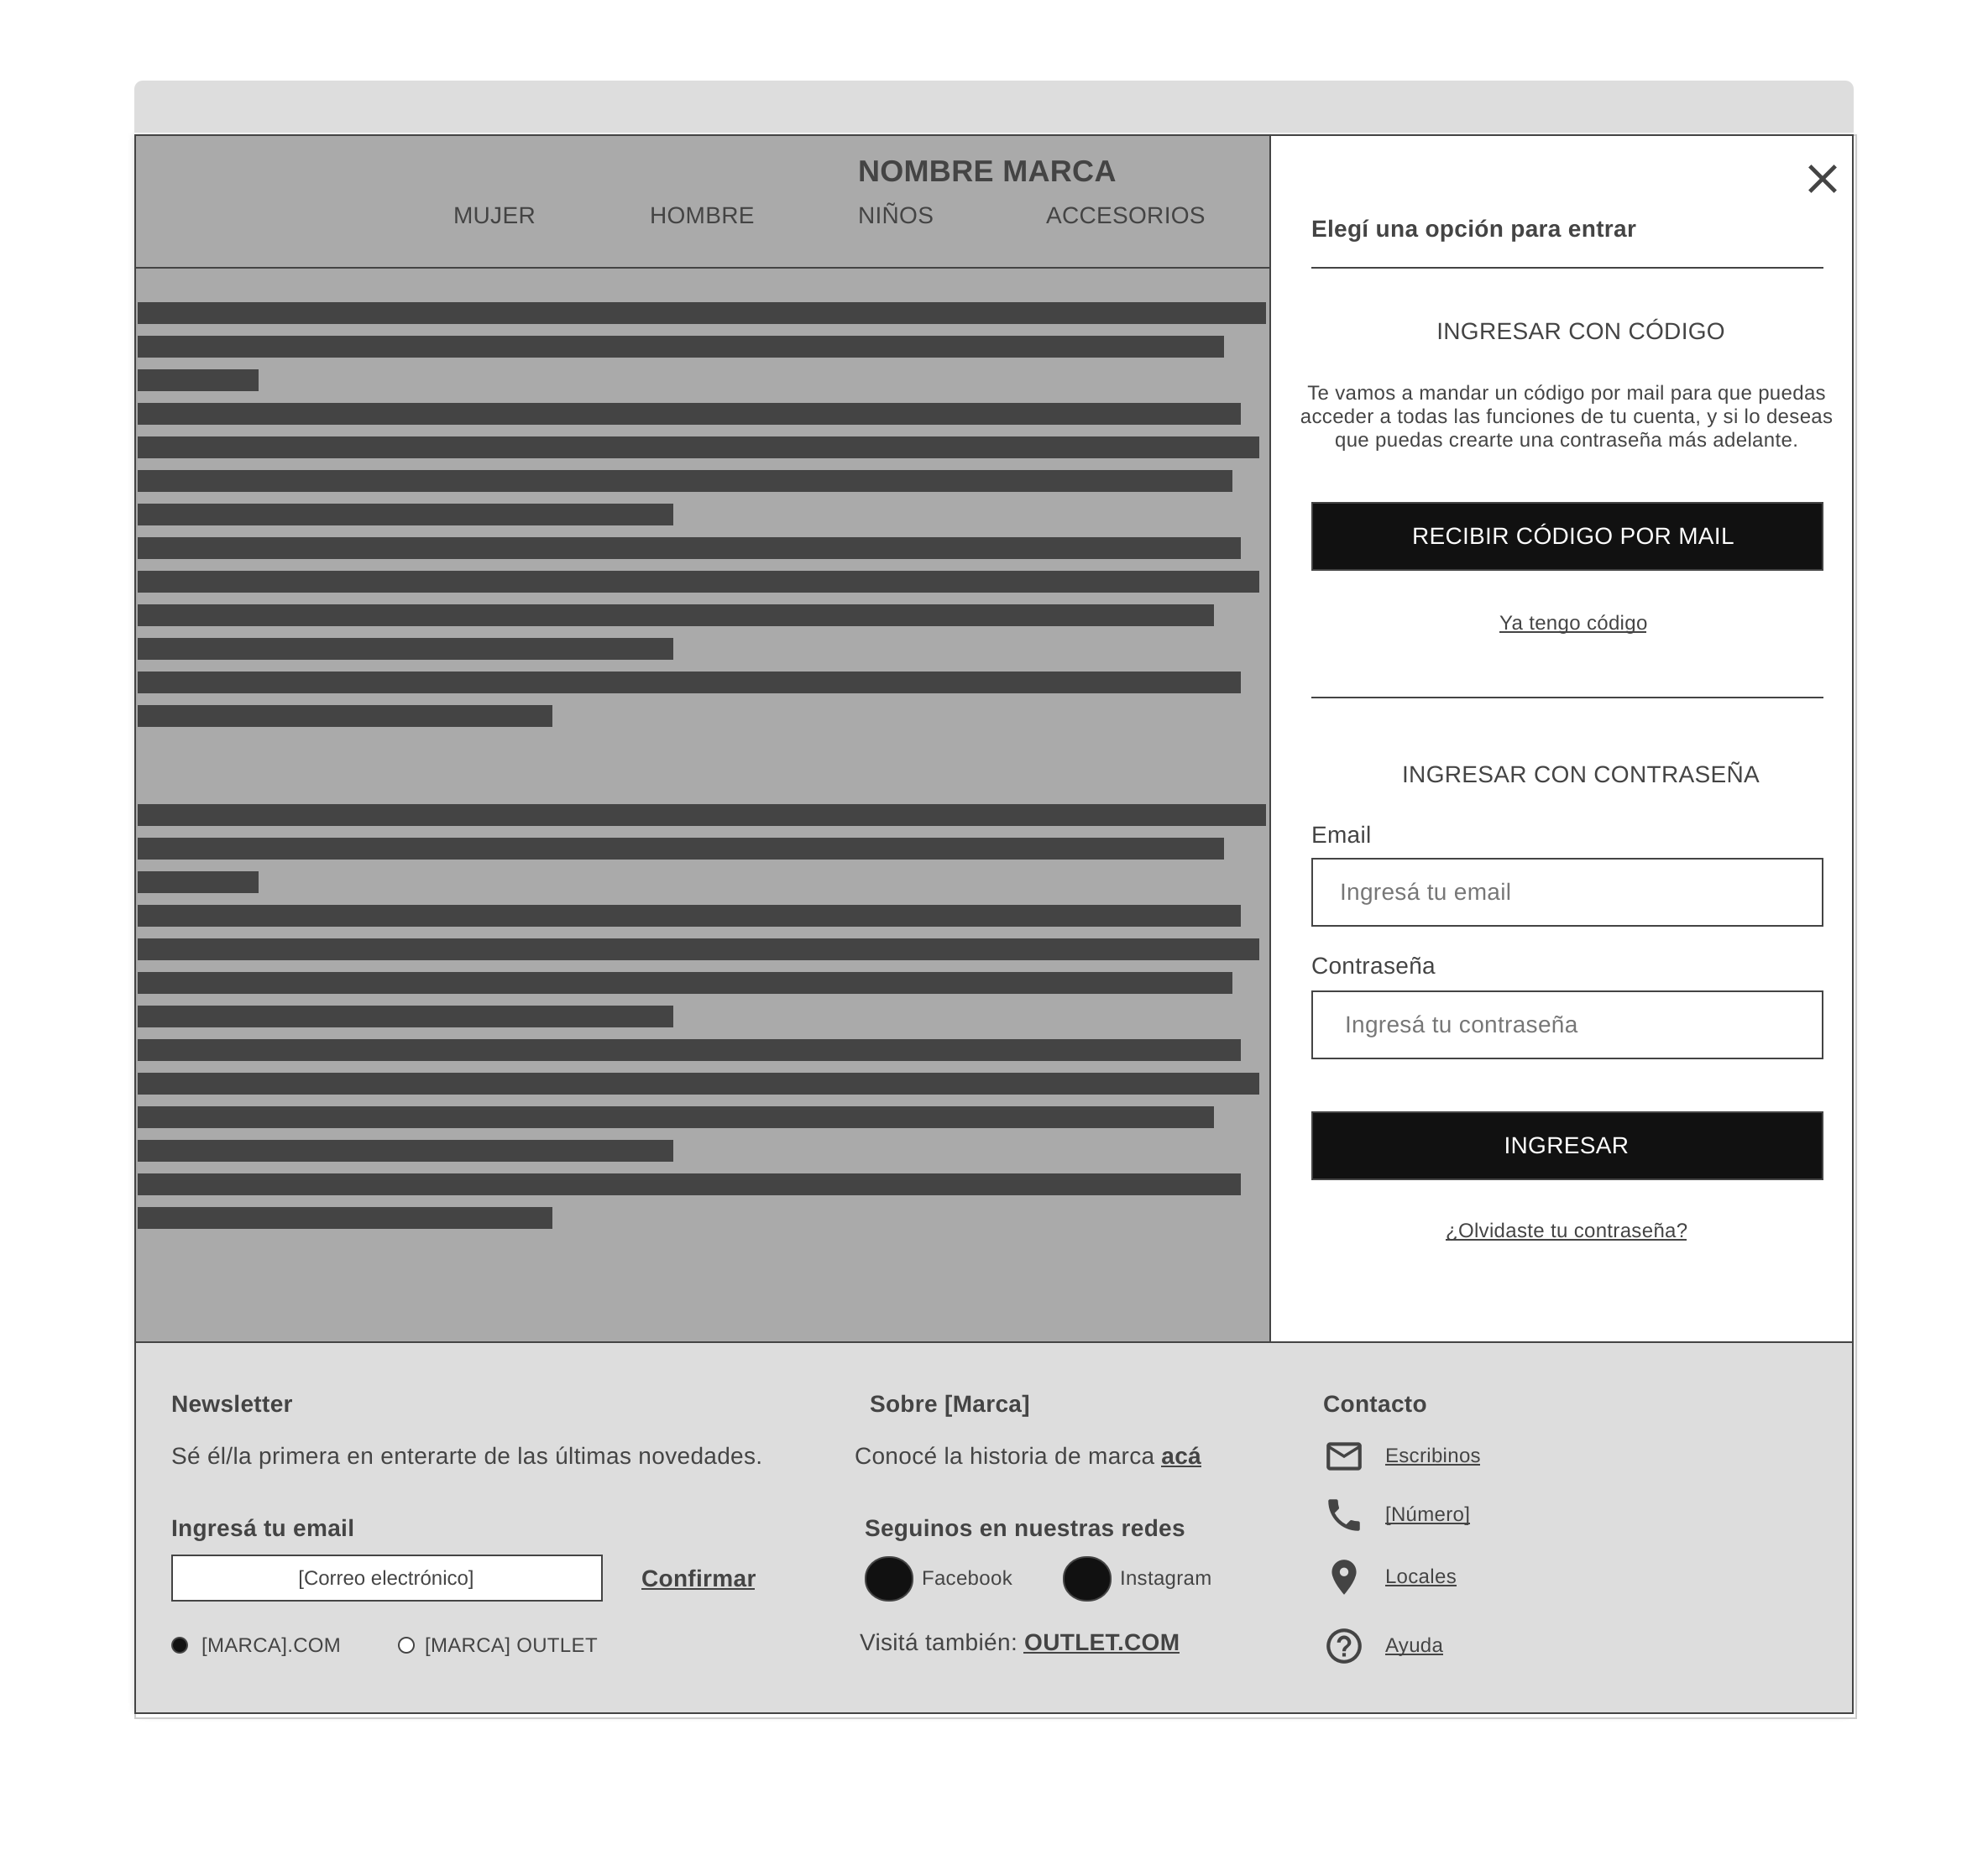 NOMBRE MARCA
MUJER HOMBRE NIÑOS ACCESORIOS
Elegí una opción para entrar
INGRESAR CON CÓDIGO
Te vamos a mandar un código por mail para que puedas
acceder a todas las funciones de tu cuenta, y si lo deseas
que puedas crearte una contraseña más adelante.
RECIBIR CÓDIGO POR MAIL
Ya tengo código
INGRESAR CON CONTRASEÑA
Email
Ingresá tu email
Contraseña
Ingresá tu contraseña
INGRESAR
¿Olvidaste tu contraseña?
Newsletter
Sé él/la primera en enterarte de las últimas novedades.
Ingresá tu email
[Correo electrónico] Confirmar
[MARCA].COM [MARCA] OUTLET
Sobre [Marca]
Conocé la historia de marca acá
Seguinos en nuestras redes
Facebook Instagram
Visitá también: OUTLET.COM
Contacto
Escribinos
[Número]
Locales
Ayuda